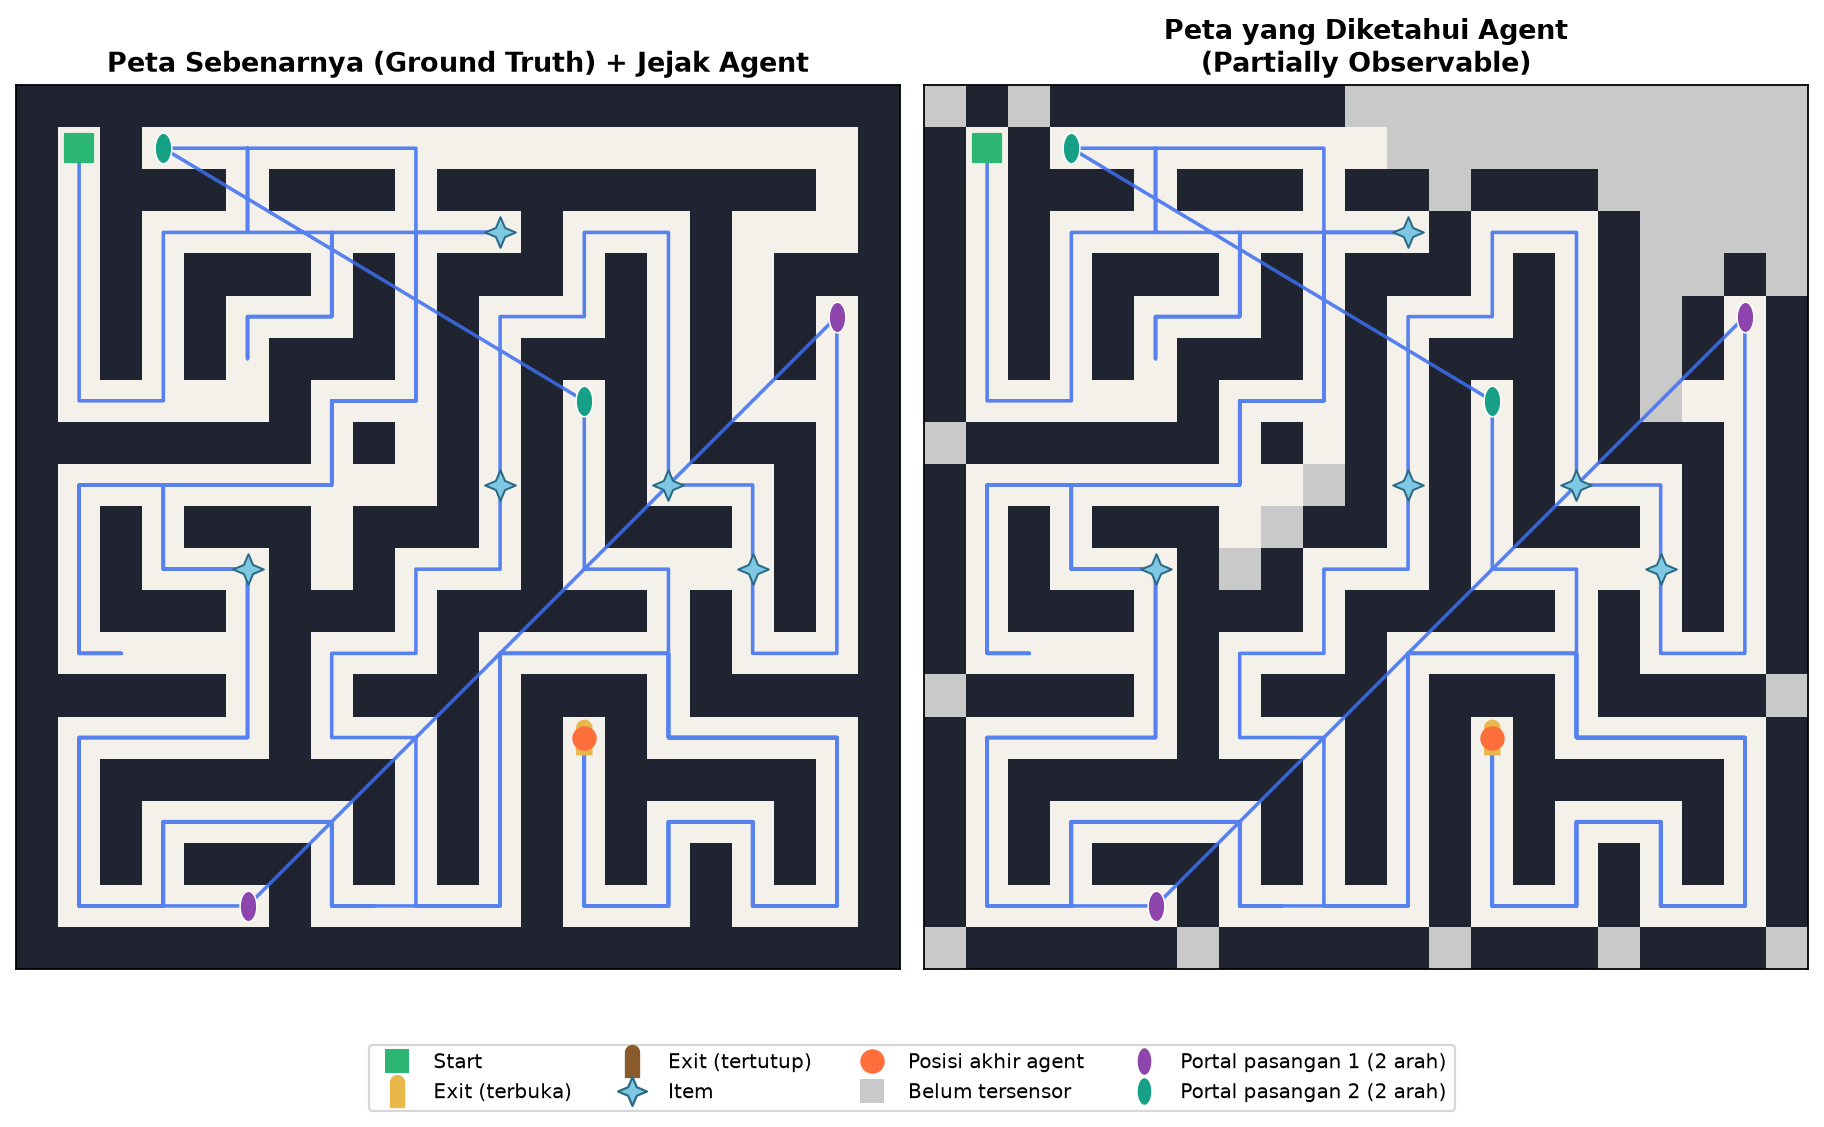 Peta Sebenarnya (Ground Truth) + Jejak Agent
Peta yang Diketahui Agent
(Partially Observable)
Start
Exit (terbuka)
Exit (tertutup)
Item
Posisi akhir agent
Belum tersensor
Portal pasangan 1 (2 arah)
Portal pasangan 2 (2 arah)